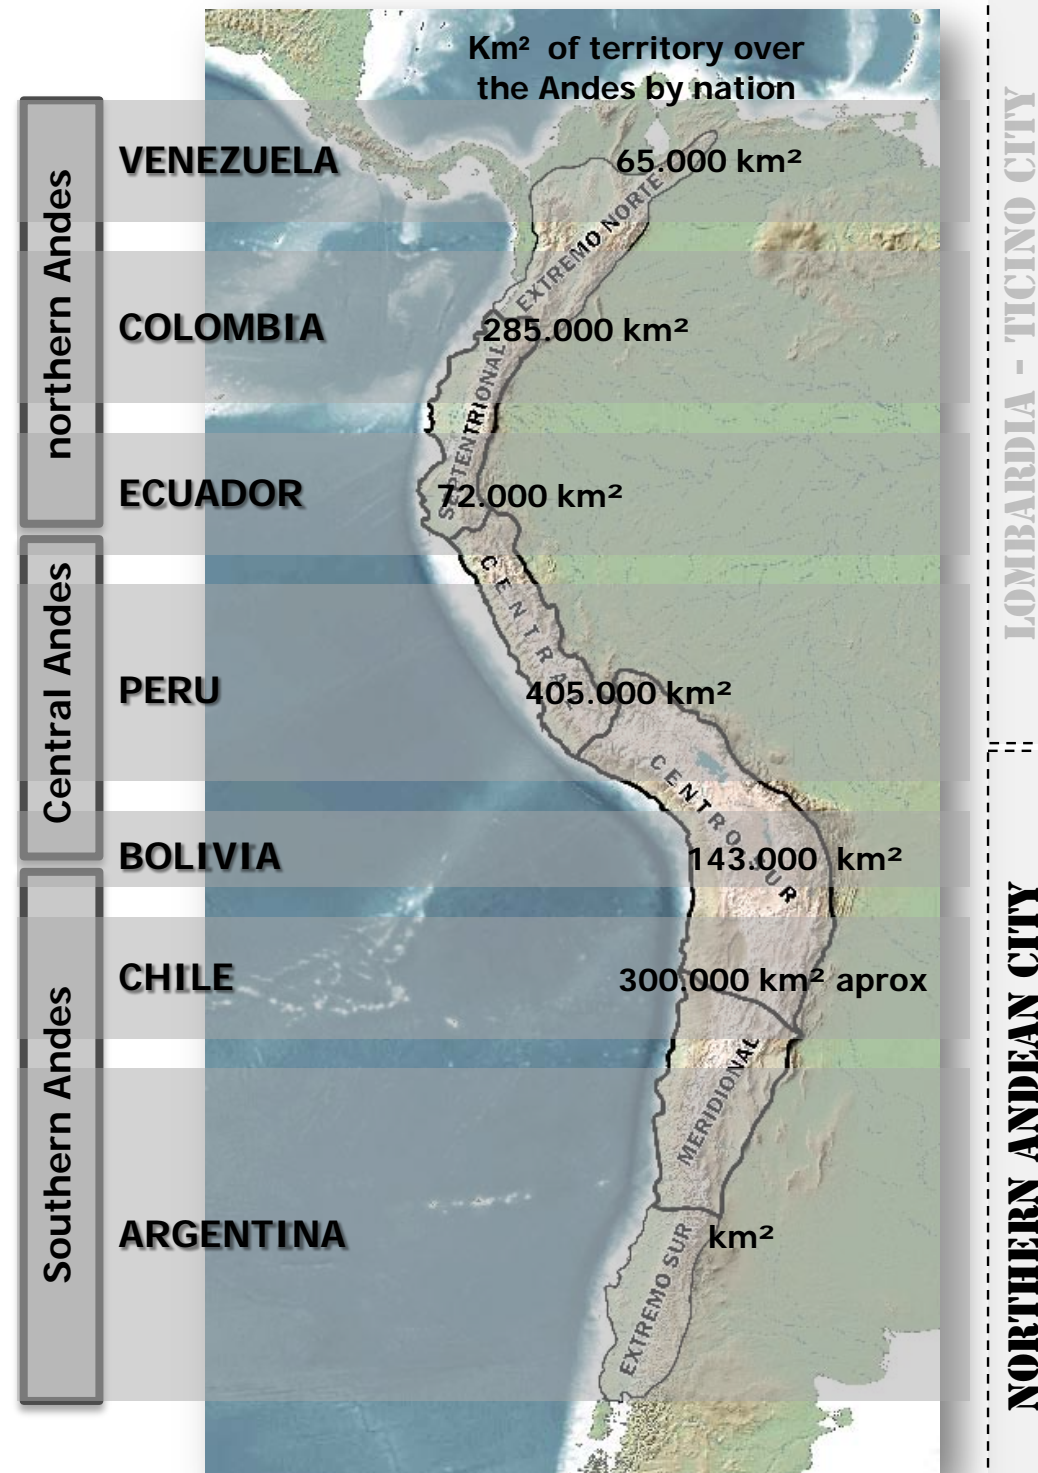 Km² of territory over
the Andes by nation
northern Andes
VENEZUELA
65.000 km²
EXTREMO NORTE
COLOMBIA
285.000 km²
SEPTENTRIONAL
ECUADOR
72.000 km²
Central Andes
CENTRAL
PERU
405.000 km²
CENTRO SUR
BOLIVIA
143.000 km²
Southern Andes
CHILE
300.000 km² aprox
MERIDIONAL
ARGENTINA
km²
EXTREMO SUR
LOMBARDIA - TICINO CITY
NORTHERN ANDEAN CITY